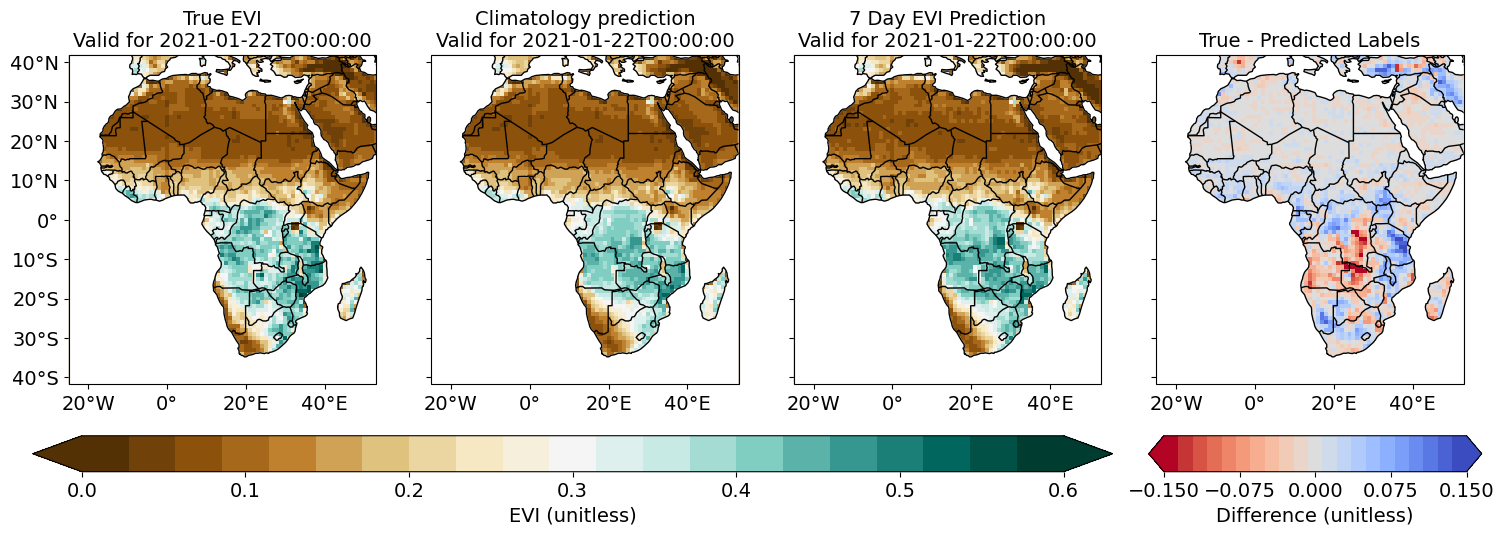 True EVI
Valid for 2021-01-22T00:00:00
Climatology prediction
Valid for 2021-01-22T00:00:00
7 Day EVI Prediction
Valid for 2021-01-22T00:00:00
True - Predicted Labels
40°N
30°N
20°N
10°N
0°
10°S
20°S
30°S
40°S
20°W 0° 20°E 40°E
20°W 0° 20°E 40°E
20°W 0° 20°E 40°E
20°W 0° 20°E 40°E
0.0 0.1 0.2 0.3 0.4 0.5 0.6
EVI (unitless)
−0.150 −0.075 0.000 0.075 0.150
Difference (unitless)